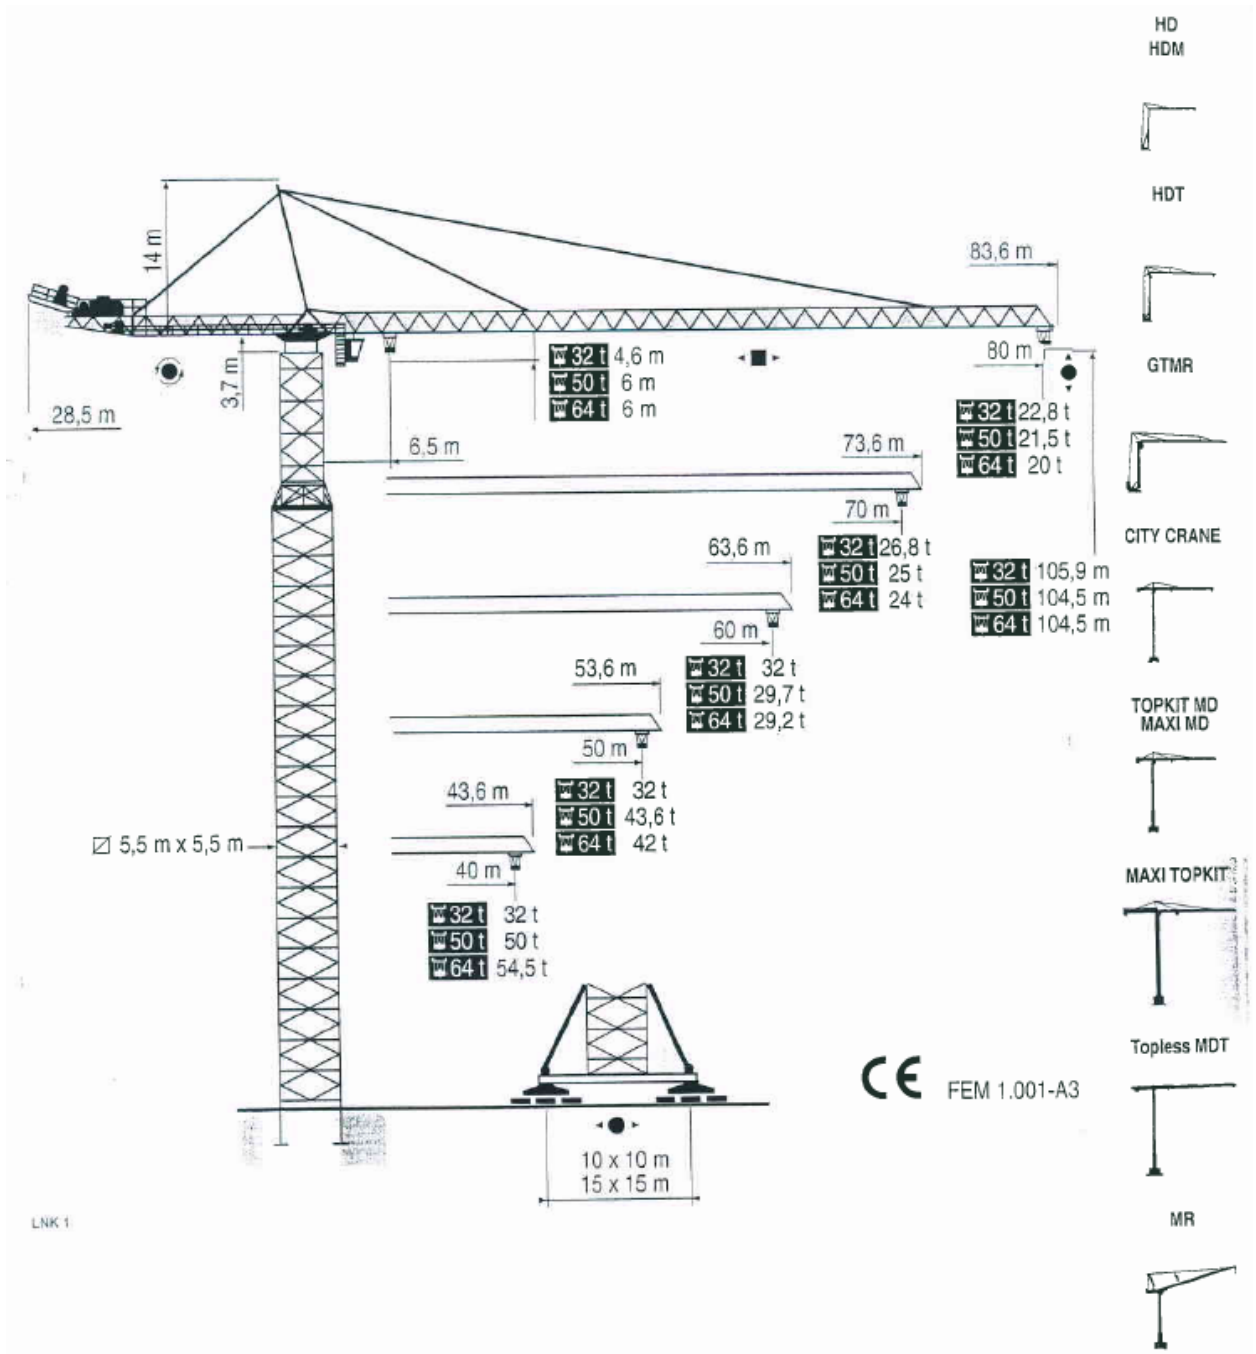 HD
HDM
HDT
14 m
83,6 m
32 t 4,6 m
50 t 6 m
64 t 6 m
80 m
3,7 m
GTMR
28,5 m
32 t 22,8 t
50 t 21,5 t
64 t 20 t
6,5 m
73,6 m
70 m
CITY CRANE
63,6 m
32 t 26,8 t
50 t 25 t
64 t 24 t
32 t 105,9 m
50 t 104,5 m
64 t 104,5 m
60 m
53,6 m
32 t 32 t
50 t 29,7 t
64 t 29,2 t
TOPKIT MD
MAXI MD
50 m
43,6 m
32 t 32 t
50 t 43,6 t
64 t 42 t
5,5 m x 5,5 m
40 m
MAXI TOPKIT
32 t 32 t
50 t 50 t
64 t 54,5 t
Topless MDT
CE FEM 1.001-A3
10 x 10 m
15 x 15 m
LNK 1
MR